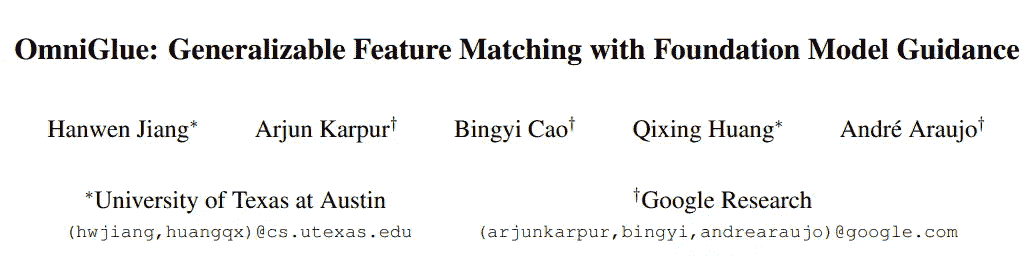 OmniGlue: Generalizable Feature Matching with Foundation Model Guidance
Hanwen Jiang* Arjun Karpur† Bingyi Cao† Qixing Huang* André Araujo†
*University of Texas at Austin †Google Research
(hwjiang,huangqx)@cs.utexas.edu (arjunkarpur,bingyi,andrearaujo)@google.com